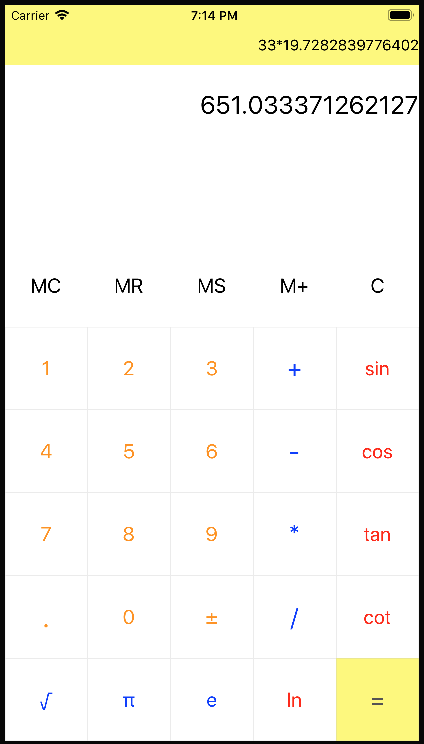 Carrier 7:14 PM
33*19.7282839776402
651.033371262127
MC MR MS M+ C
1 2 3 + sin
4 5 6 - cos
7 8 9 * tan
. 0 ± / cot
√ π e ln =